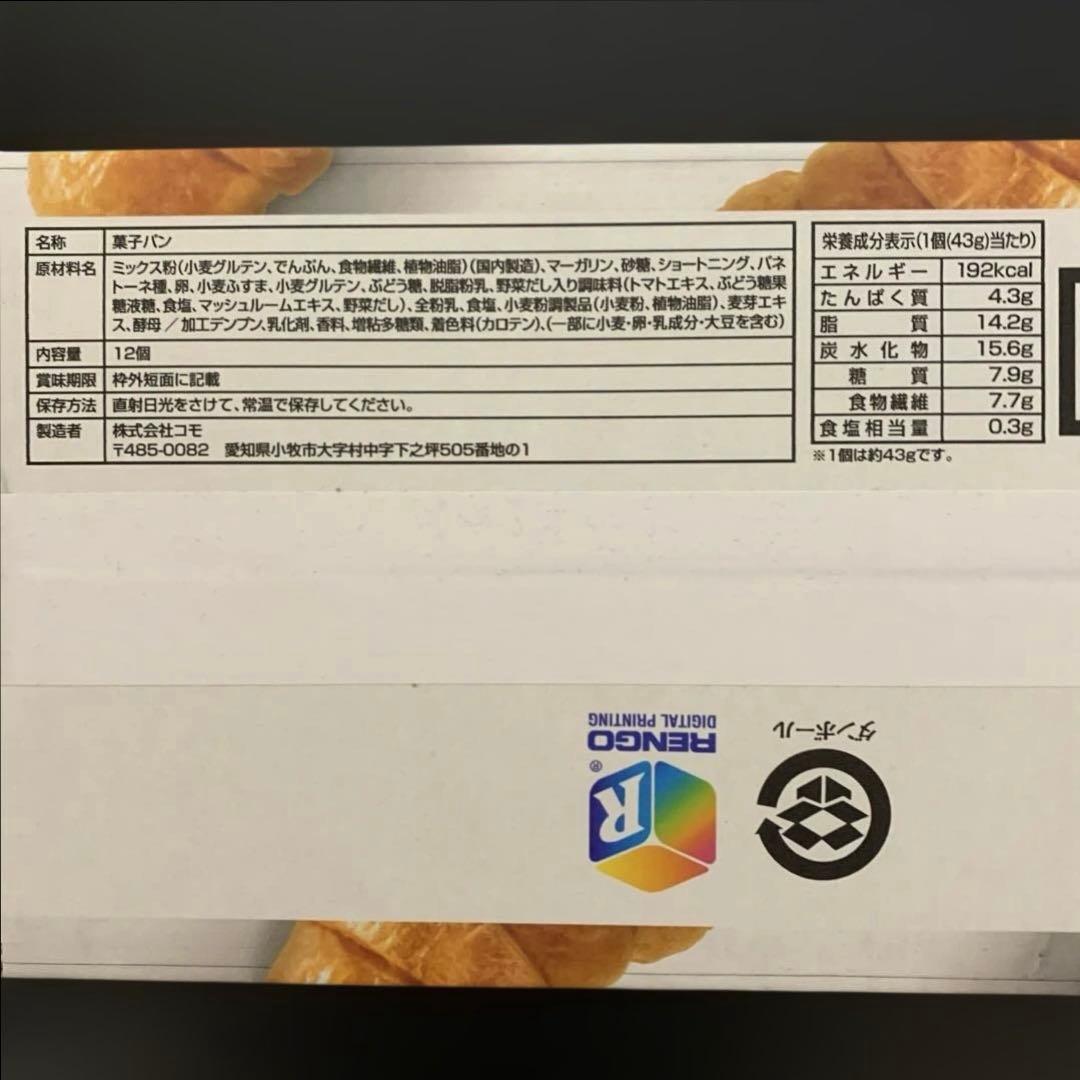 名称 菓子パン
原材料名 ミックス粉(小麦グルテン、でんぷん、食物繊維、植物油脂)(国内製造)、マーガリン、砂糖、ショートニング、パネ
トーネ種、卵、小麦ふすま、小麦グルテン、ぶどう糖、脱脂粉乳、野菜だし入り調味料(トマトエキス、ぶどう糖果
糖液糖、食塩、マッシュルームエキス、野菜だし)、全粉乳、食塩、小麦粉調製品(小麦粉、植物油脂)、麦芽エキ
ス、酵母/加工デンプン、乳化剤、香料、増粘多糖類、着色料(カロテン)、(一部に小麦・卵・乳成分・大豆を含む)
内容量 12個
賞味期限 枠外短面に記載
保存方法 直射日光をさけて、常温で保存してください。
製造者 株式会社コモ
〒485-0082 愛知県小牧市大字村中字下之坪505番地の1
栄養成分表示(1個(43g)当たり)
エネルギー 192kcal
たんぱく質 4.3g
脂質 14.2g
炭水化物 15.6g
糖質 7.9g
食物繊維 7.7g
食塩相当量 0.3g
※1個は約43gです。
R
®
RENGO
DIGITAL PRINTING
ダンボール